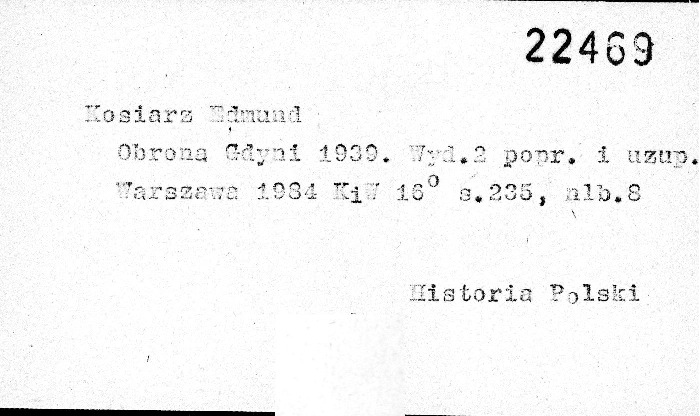 22469
Kosiarz Edmund
Obrona Gdyni 1939. Wyd.2 popr. i uzup.
Warszawa 1984 KiW 16⁰ s.235, nlb.8
Historia Polski